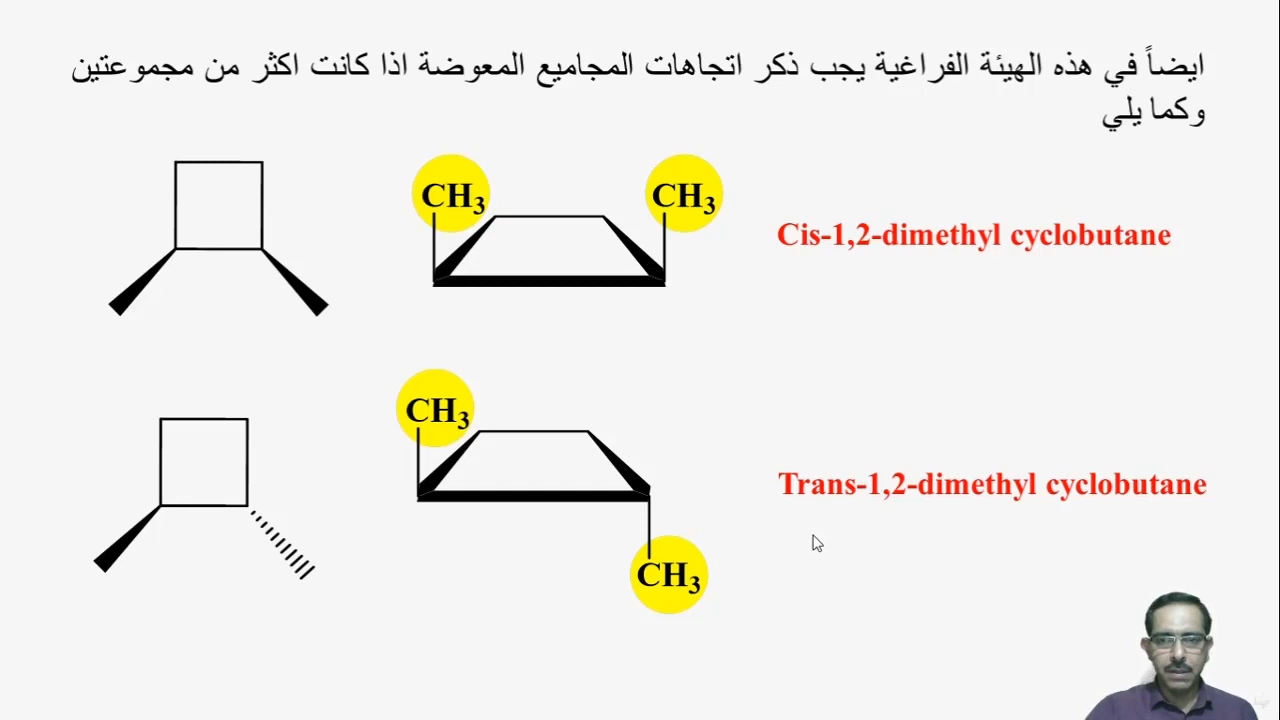 ايضاً في هذه الهيئة الفراغية يجب ذكر اتجاهات المجاميع المعوضة اذا كانت اكثر من مجموعتين
وكما يلي
CH3
CH3
Cis-1,2-dimethyl cyclobutane
CH3
Trans-1,2-dimethyl cyclobutane
CH3